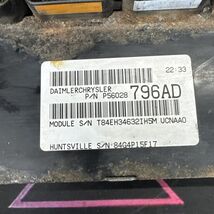 22:33
DAIMLERCHRYSLER
P/N P56028 796AD
MODULE S/N T84EH34632IH5M UCNAA0
HUNTSVILLE S/N:84G4P15F17